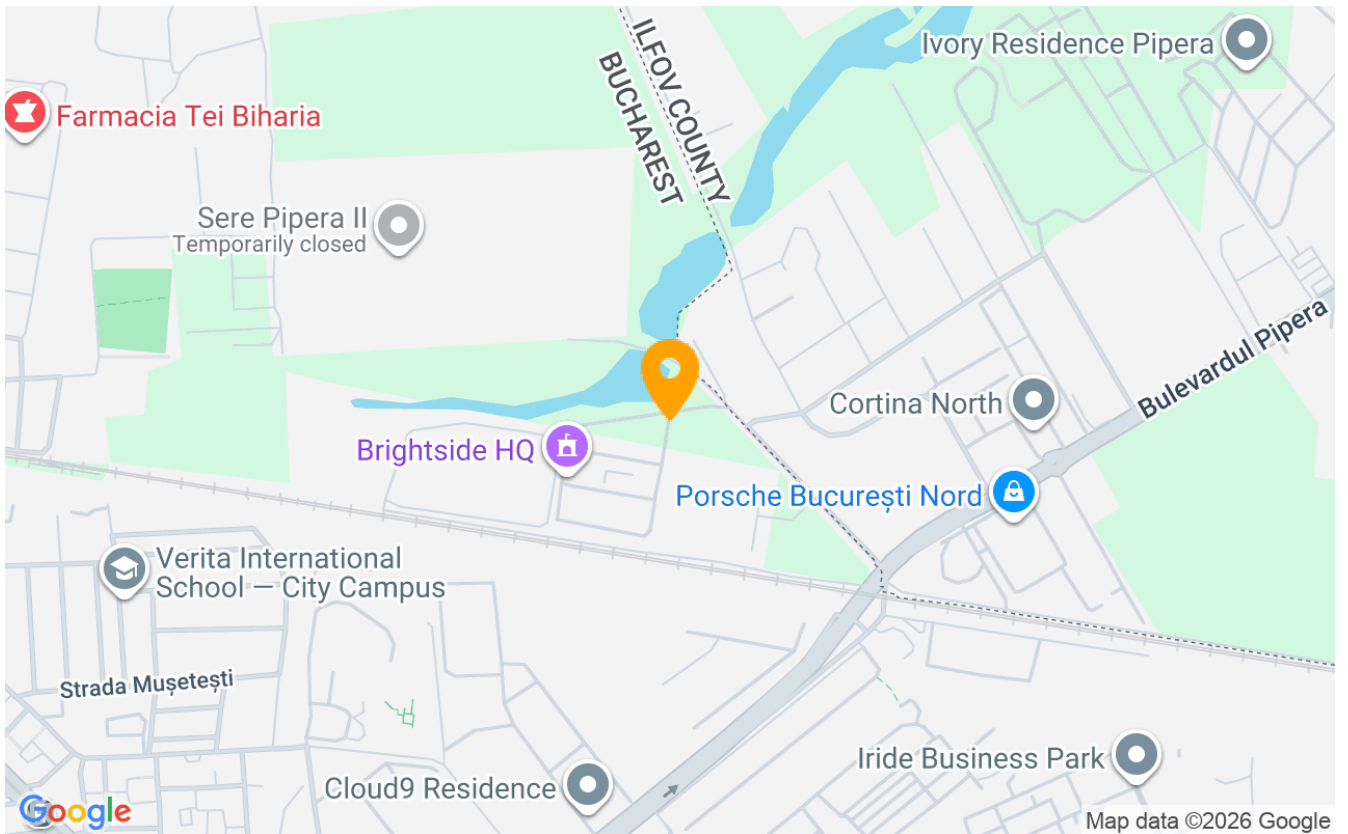 Ivory Residence Pipera
ILFOV COUNTY
BUCHAREST
Farmacia Tei Biharia
Sere Pipera II
Temporarily closed
Bulevardul Pipera
Cortina North
Brightside HQ
Porsche București Nord
Verita International
School — City Campus
Strada Mușetești
Iride Business Park
Cloud9 Residence
Google
Map data ©2026 Google